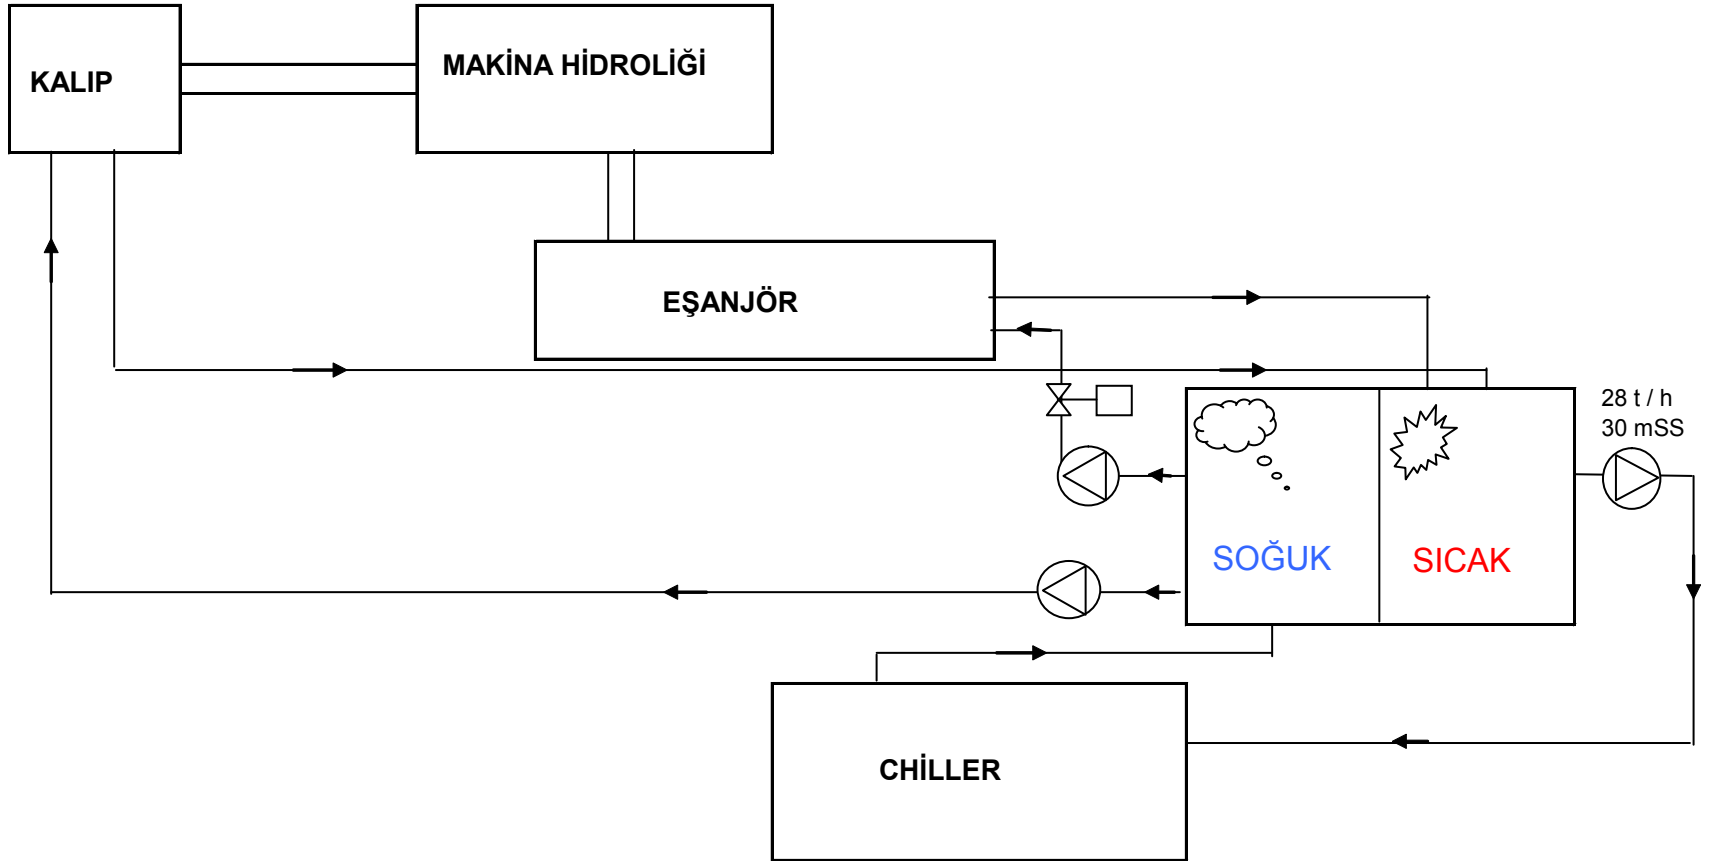 KALIP
MAKİNA HİDROLİĞİ
EŞANJÖR
28 t / h
30 mSS
SOĞUK
SICAK
CHİLLER